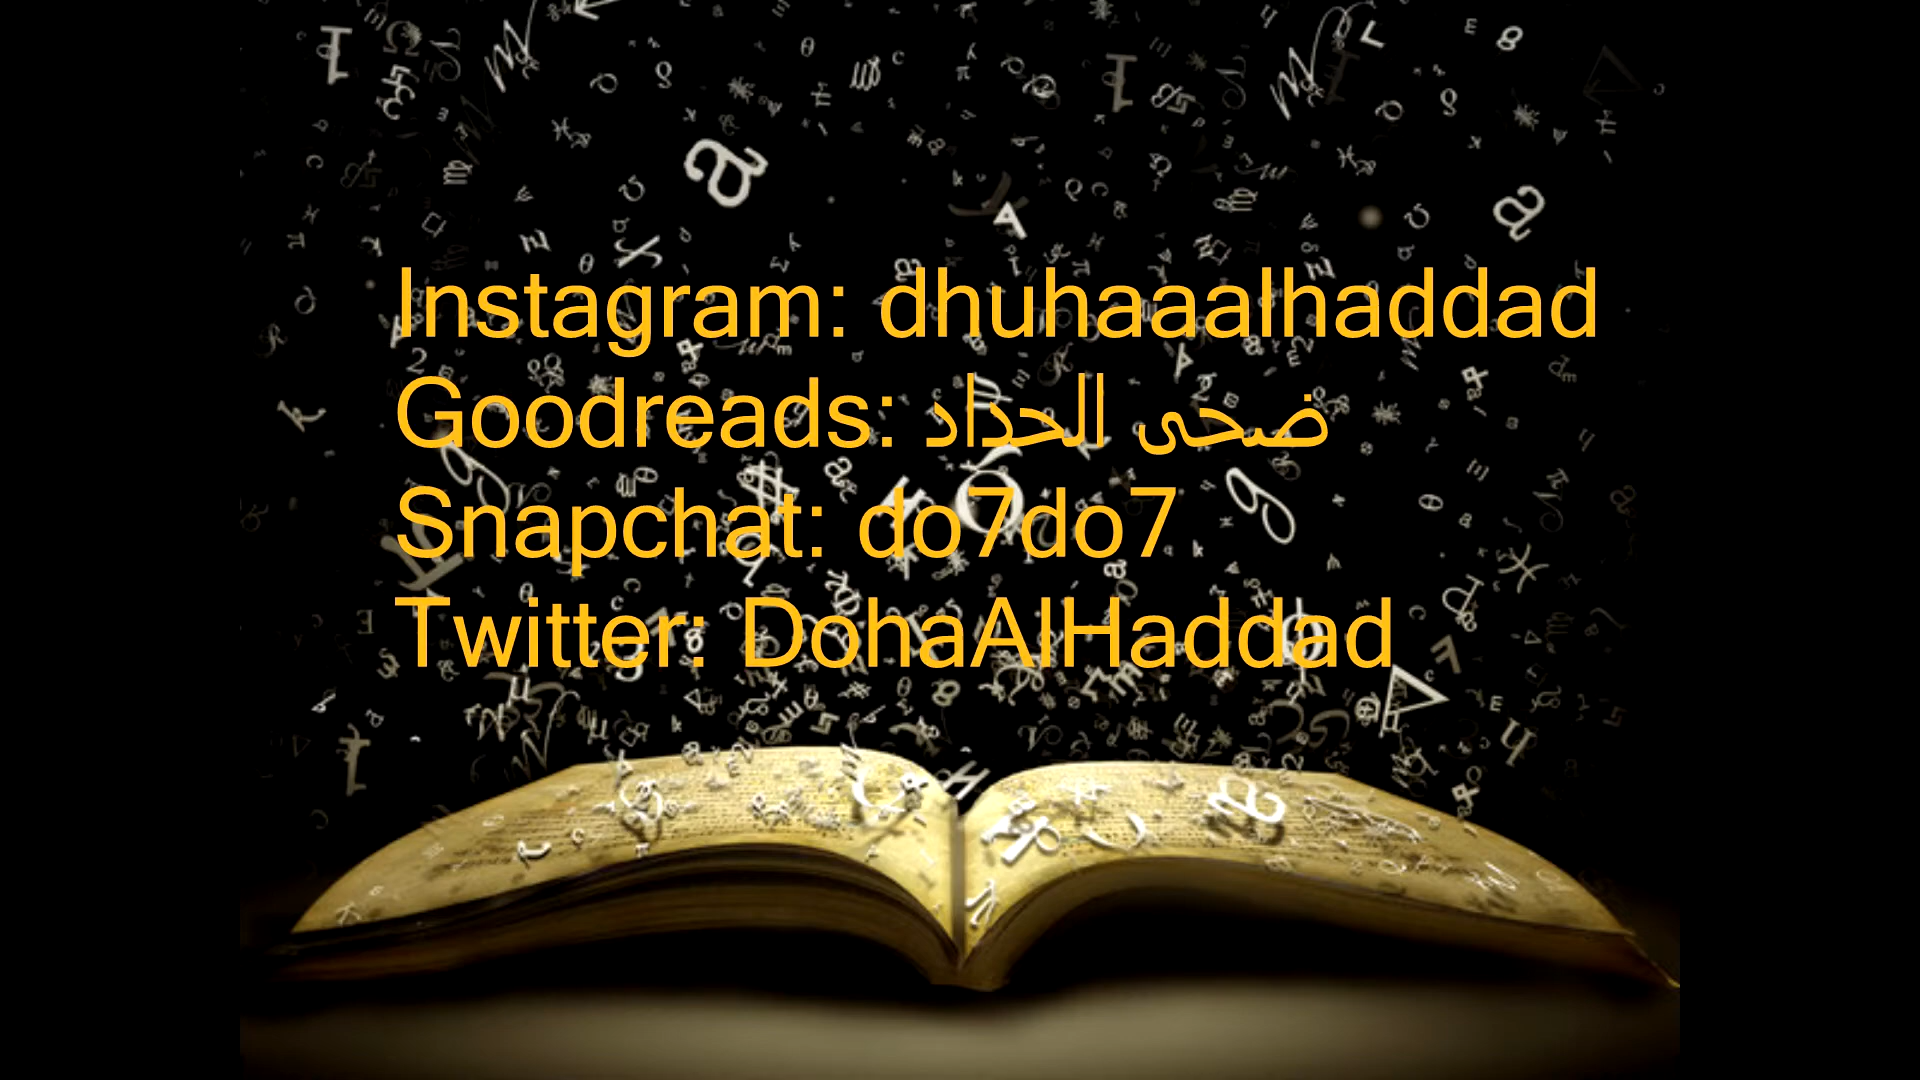 Instagram: dhuhaaalhaddad
Goodreads: ضحى الحداد
Snapchat: do7do7
Twitter: DohaAlHaddad